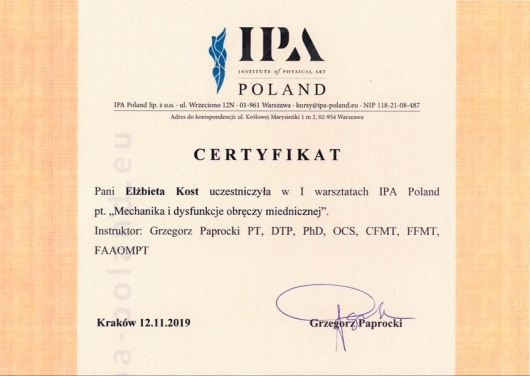 IPA
INSTITUTE of PHYSICAL ART
POLAND
IPA Poland Sp. z o.o. · ul. Wrzeciono 12N · 01-961 Warszawa · kursy@ipa-poland.eu · NIP 118-21-08-487
Adres do korespondencji: ul. Królowej Marysieńki 1 m 2, 02-954 Warszawa
CERTYFIKAT
Pani Elżbieta Kost uczestniczyła w I warsztatach IPA Poland
pt. „Mechanika i dysfunkcje obręczy miednicznej”.
Instruktor: Grzegorz Paprocki PT, DTP, PhD, OCS, CFMT, FFMT,
FAAOMPT
Kraków 12.11.2019
Grzegorz Paprocki
ipa-poland.eu